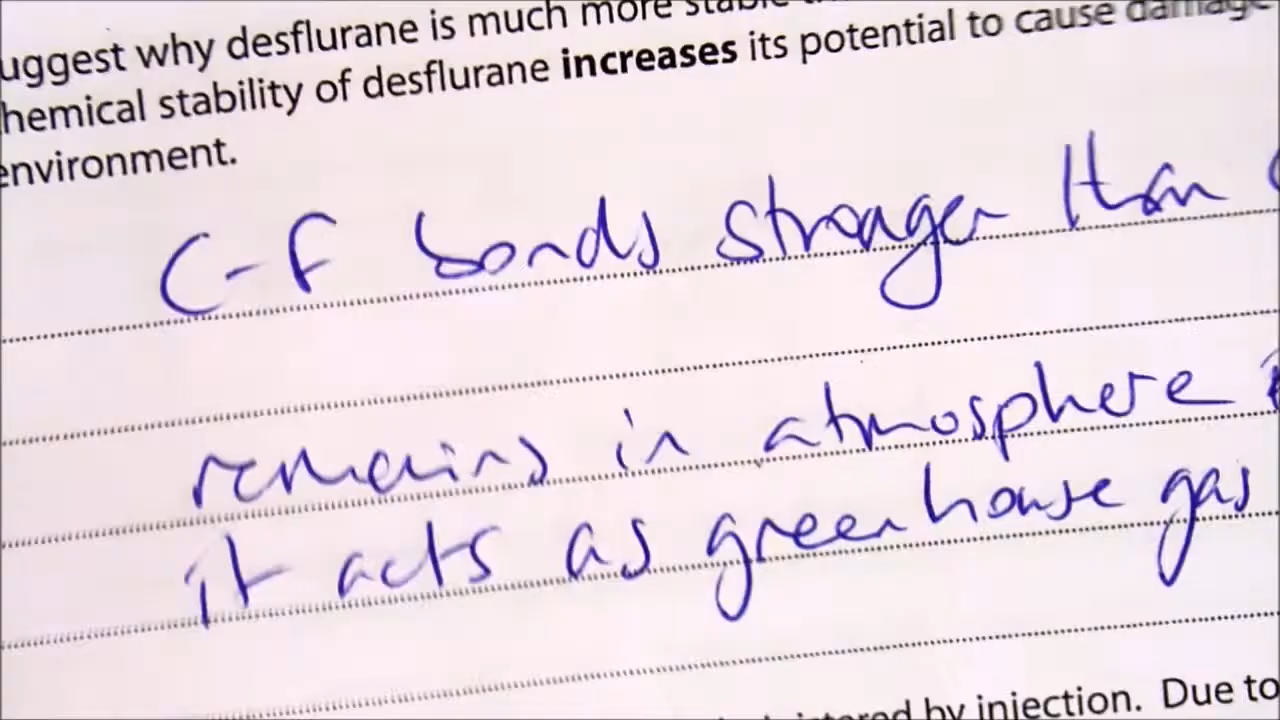 uggest why desflurane is much more stable
hemical stability of desflurane increases its potential to cause damage
environment.
C-F bonds stronger than
remains in atmosphere
it acts as greenhouse gas
by injection. Due to